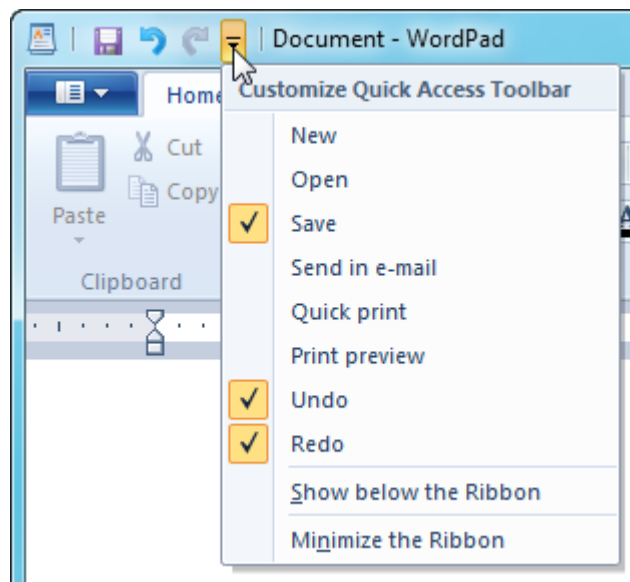 Document - WordPad
Home
Customize Quick Access Toolbar
New
Open
Save
Send in e-mail
Quick print
Print preview
Undo
Redo
Show below the Ribbon
Minimize the Ribbon
Cut
Copy
Paste
Clipboard